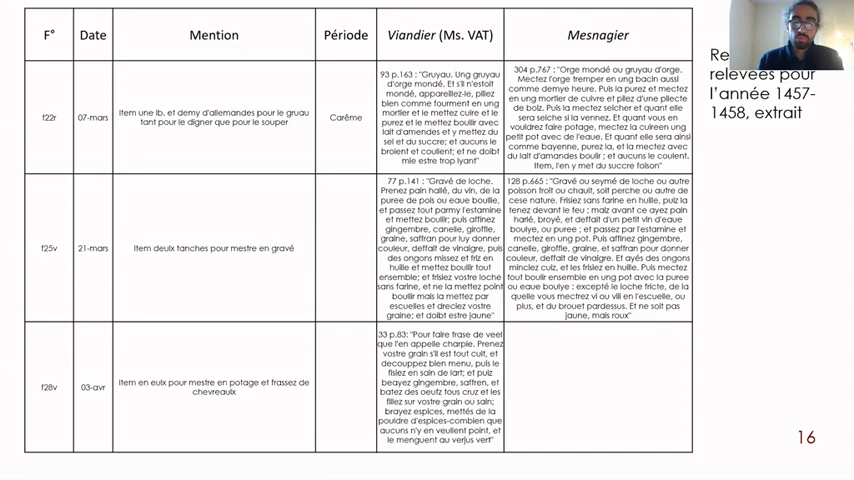 F° Date Mention Période Viandier (Ms. VAT) Mesnagier
f22r
07-mars
Item une lb. et demy d'allemandes pour le gruau
tant pour le digner que pour le souper
Carême
93 p.163 : "Gruyau. Ung gruyau
d'orge mondé. Et s'il n'estoit
mondé, appareillez-le, pillez
bien comme fourment en ung
mortier et le mettez cuire et le
purez et le mettez boullir avec
lait d'amendes et y mettez du
sel et du succre; et aucuns le
broient et coullent; et ne doibt
mie estre trop lyant"
304 p.767 : "Orge mondé ou gruyau d'orge.
Mectez l'orge tremper en ung bacin aussi
comme demye heure. Puis la purez et mectez
en ung mortier de cuivre et pilez d'une pilecte
de boiz. Puis la mectez seicher et quant elle
sera seiche si la vennez. Et quant vous en
vouldrez faire potage, mectez la cuire en ung
petit pot avec de l'eaue. Et quant elle sera ainsi
comme bayenne, purez la, et la mectez avec
du lait d'amandes boulir ; et aucuns le coulent.
Item, l'en y met du succre foison"
f25v
21-mars
Item deulx tanches pour mestre en gravé
77 p.141 : "Gravé de loche.
Prenez pain hallé, du vin, de la
puree de pois ou eaue boullie,
et passez tout parmy l'estamine
et mettez boullir; puis affinez
gingembre, canelle, giroffle,
graine, saffran pour luy donner
couleur, deffait de vinaigre, puis
des ongons missez et friz en
huille et mettez boullir tout
ensemble; et frisiez vostre loche
sans farine, et ne la mettez point
boullir mais la mettez par
escuelles et dreciez vostre
graine; et doibt estre jaune"
128 p.665 : "Gravé ou seymé de loche ou autre
poisson froit ou chault, soit perche ou autre de
cese nature. Frisiez sans farine en huille, puiz la
tenez devant le feu ; maiz avant ce ayez pain
harlé, broyé, et deffait d'un petit vin d'eaue
boulye, ou puree ; et passez par l'estamine et
mectez en ung pot. Puis affinez gingembre,
canelle, giroffle, graine, et saffran pour donner
couleur, deffait de vinaigre. Et ayés des ongons
minciez cuiz, et les frisiez en huille. Puis mectez
tout boulir ensemble en ung pot avec la puree
ou eaue boulye : excepté le loche fricte, de la
quelle vous mectrez vi ou viii en l'escuelle, ou
plus, et du brouet pardessus. Et ne soit pas
jaune, mais roux"
f28v
03-avr
Item en eulx pour mestre en potage et frassez de
chevreaulx
33 p.83: "Pour faire frase de veel
que l'en appelle charpie. Prenez
vostre grain s'il est tout cuit, et
decouppez bien menu, puis le
fisiez en sain de lart; et puiz
beayez gingembre, saffren, et
batez des oeufz tous cruz et les
fillez sur vostre grain ou sain;
brayez espices, mettés de la
pouldre d'espices-combien que
aucuns n'y en veullent point, et
le menguent au verjus vert"
relevées pour
l'année 1457-
1458, extrait
16